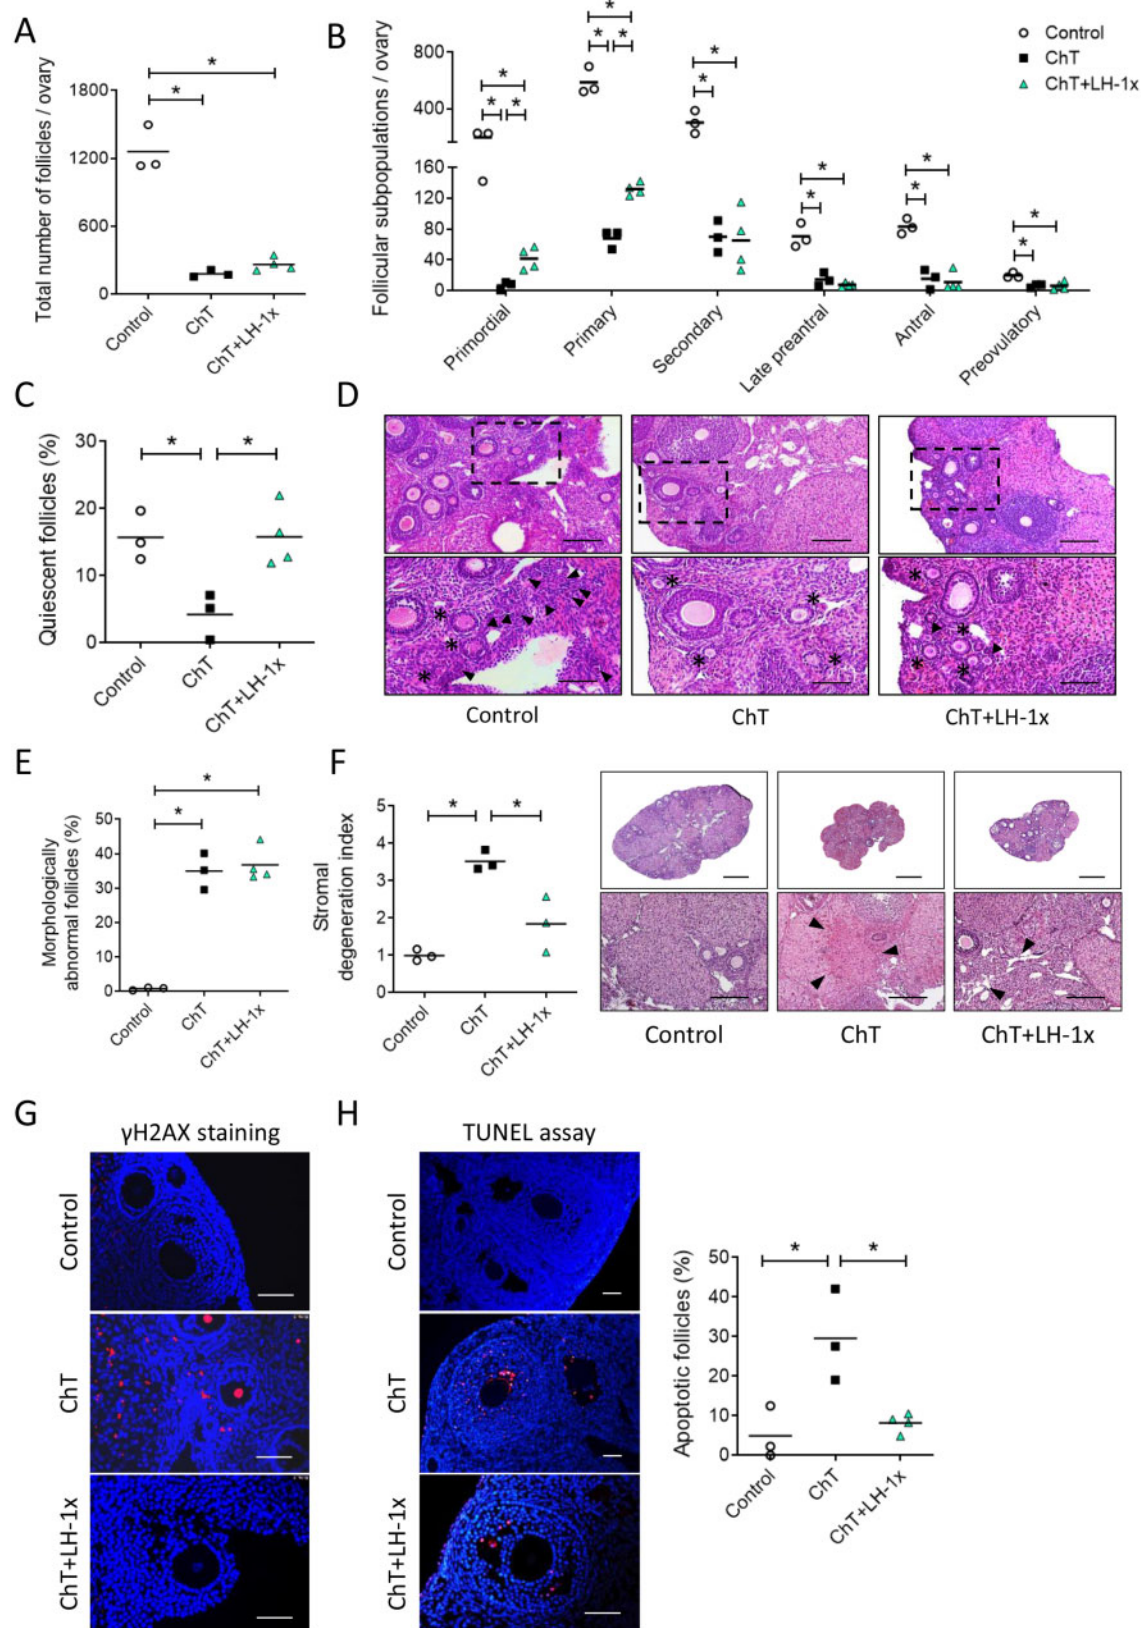 A
Total number of follicles / ovary
1800
1200
600
0
*
*
Control
ChT
ChT+LH-1x
B
Follicular subpopulations / ovary
800
400
160
120
80
40
0
*
* *
*
* *
*
*
*
*
*
*
*
*
Primordial
Primary
Secondary
Late preantral
Antral
Preovulatory
Control
ChT
ChT+LH-1x
C
Quiescent follicles (%)
30
20
10
0
* *
Control
ChT
ChT+LH-1x
D
Control
ChT
ChT+LH-1x
E
Morphologically
abnormal follicles (%)
50
40
30
20
10
0
*
*
Control
ChT
ChT+LH-1x
F
Stromal
degeneration index
5
4
3
2
1
0
* *
Control
ChT
ChT+LH-1x
Control
ChT
ChT+LH-1x
G
γH2AX staining
Control
ChT
ChT+LH-1x
H
TUNEL assay
Control
ChT
ChT+LH-1x
Apoptotic follicles (%)
50
40
30
20
10
0
* *
Control
ChT
ChT+LH-1x